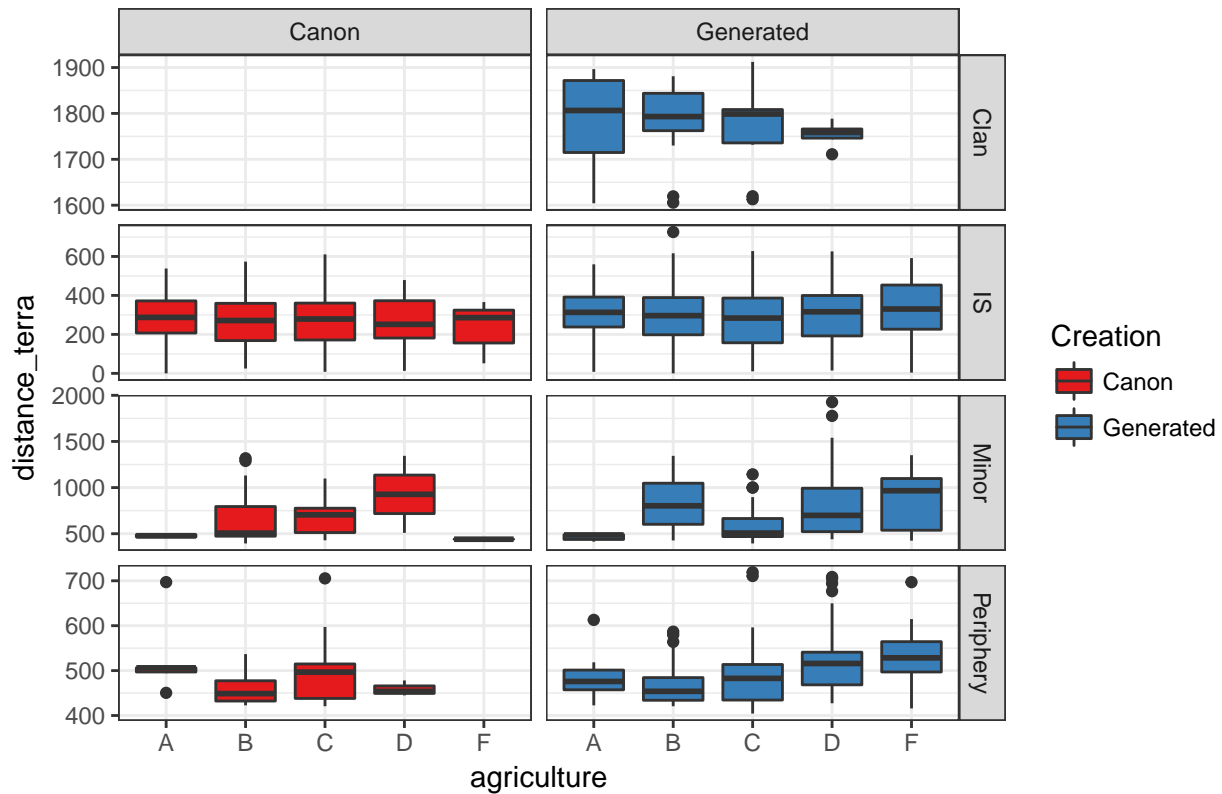 Canon Generated
1900
1800
1700
1600
Clan
600
400
200
0
IS
2000
1500
1000
500
Minor
700
600
500
400
Periphery
A B C D F A B C D F
agriculture
distance_terra
Creation
Canon
Generated